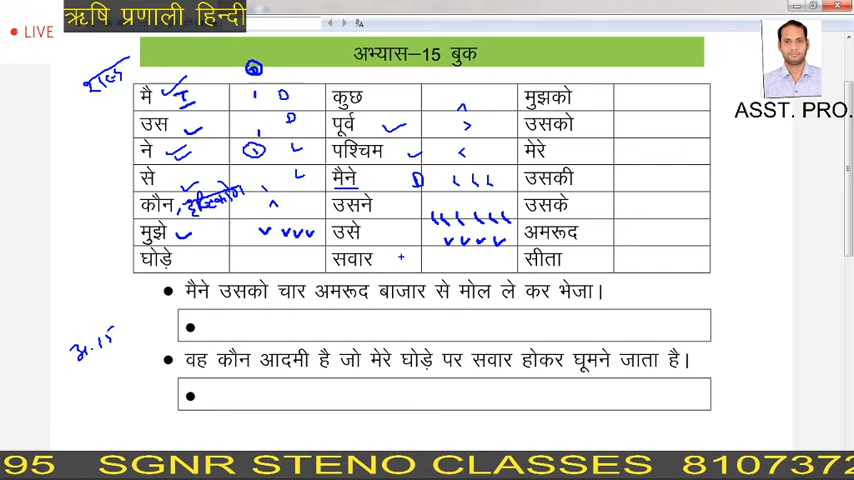 ऋषि प्रणाली हिन्दी
LIVE
अभ्यास–15 बुक
ASST. PRO.
मै कुछ मुझको
उस पूर्व उसको
ने पश्चिम मेरे
से मैने उसकी
कौन उसने उसके
मुझे उसे अमरूद
घोड़े सवार सीता
मैने उसको चार अमरूद बाजार से मोल ले कर भेजा।
अ.15
वह कौन आदमी है जो मेरे घोड़े पर सवार होकर घूमने जाता है।
95 SGNR STENO CLASSES 8107372